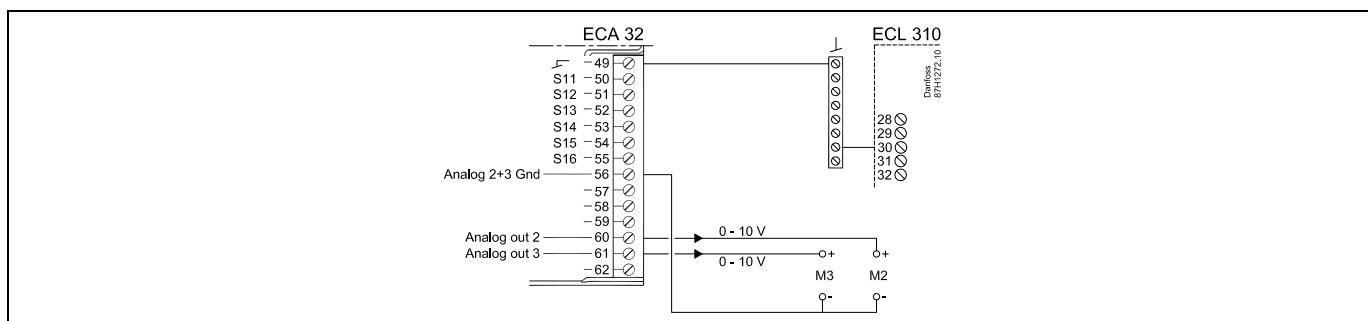 ECA 32
ECL 310
Danfoss
87H1272.10
49
S11 50
S12 51
S13 52
S14 53
S15 54
S16 55
Analog 2+3 Gnd 56
57
58
59
Analog out 2 60
Analog out 3 61
62
28
29
30
31
32
0 - 10 V
0 - 10 V
+ +
M3 M2
- -